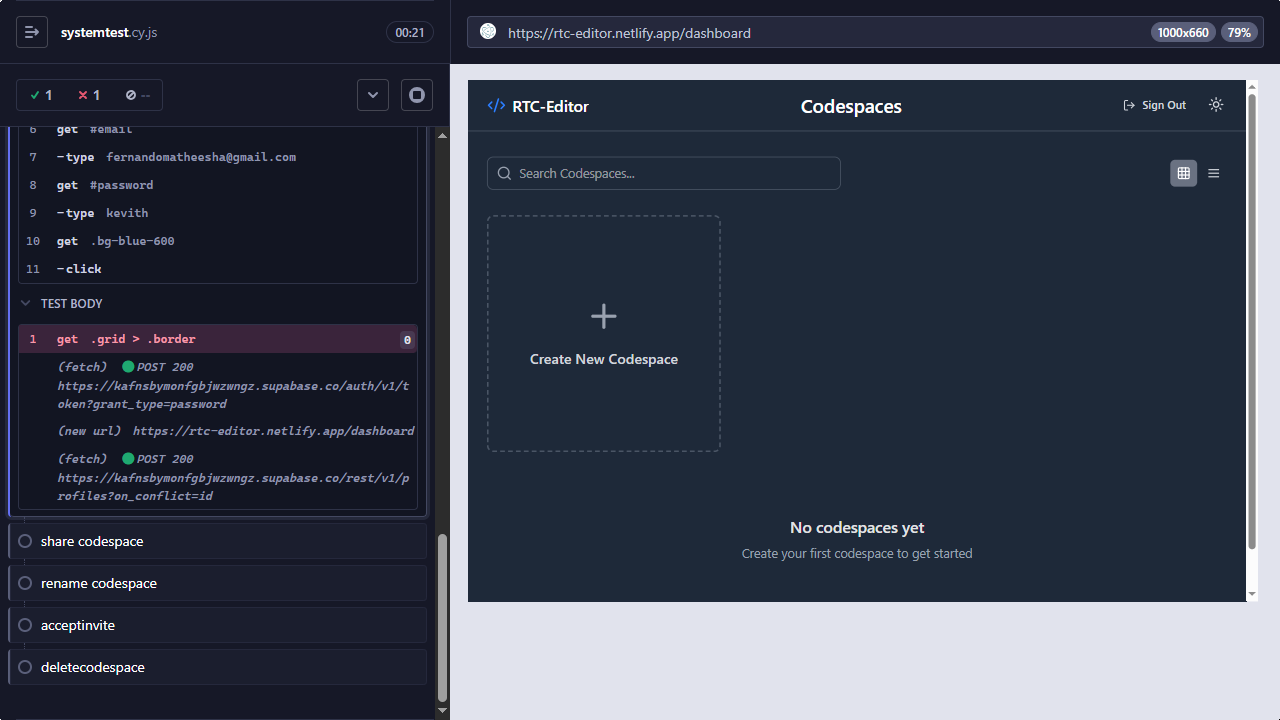 systemtest.cy.js
00:21
1
1
--
6 get #email
7 -type fernandomatheesha@gmail.com
8 get #password
9 -type kevith
10 get .bg-blue-600
11 -click
TEST BODY
1 get .grid > .border 0
(fetch) POST 200
https://kafnsbymonfgbjwzwngz.supabase.co/auth/v1/t
oken?grant_type=password
(new url) https://rtc-editor.netlify.app/dashboard
(fetch) POST 200
https://kafnsbymonfgbjwzwngz.supabase.co/rest/v1/p
rofiles?on_conflict=id
share codespace
rename codespace
acceptinvite
deletecodespace
https://rtc-editor.netlify.app/dashboard
1000x660
79%
</> RTC-Editor
Codespaces
Sign Out
Search Codespaces...
Create New Codespace
No codespaces yet
Create your first codespace to get started